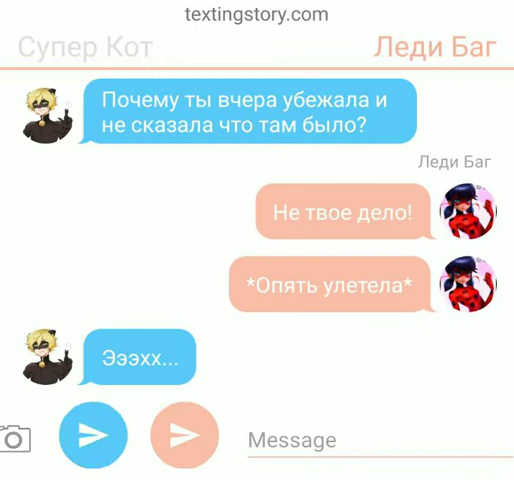 textingstory.com
Супер Кот
Леди Баг
Почему ты вчера убежала и
не сказала что там было?
Леди Баг
Не твое дело!
*Опять улетела*
Эээхх...
Message